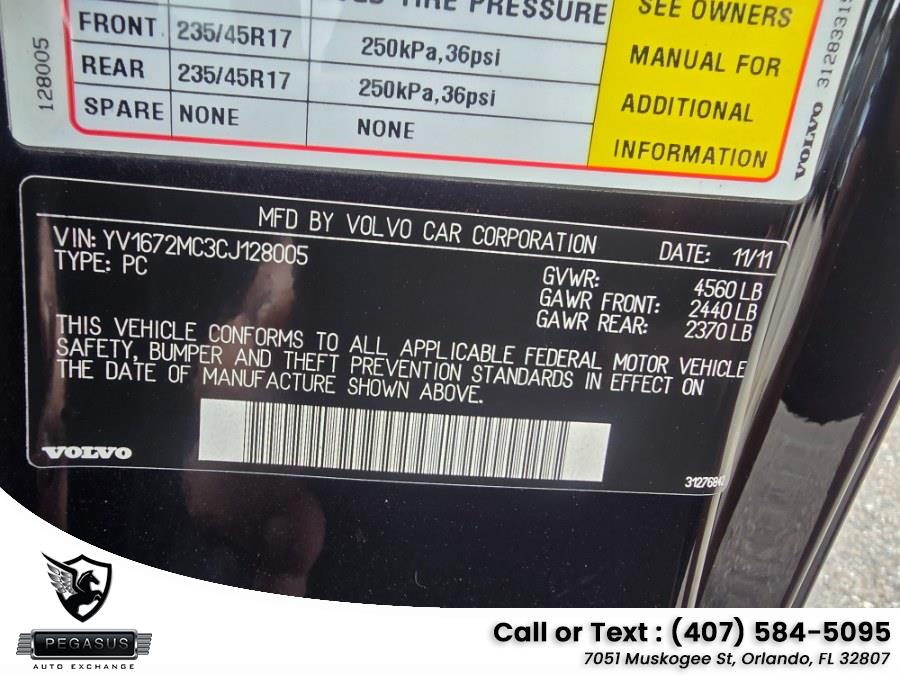 TIRE PRESSURE
SEE OWNERS
FRONT 235/45R17 250kPa,36psi
MANUAL FOR
REAR 235/45R17 250kPa,36psi
ADDITIONAL
SPARE NONE NONE
INFORMATION
128005
VOLVO
MFD BY VOLVO CAR CORPORATION
VIN: YV1672MC3CJ128005
DATE: 11/11
TYPE: PC
GVWR: 4560 LB
GAWR FRONT: 2440 LB
GAWR REAR: 2370 LB
THIS VEHICLE CONFORMS TO ALL APPLICABLE FEDERAL MOTOR VEHICLE
SAFETY, BUMPER AND THEFT PREVENTION STANDARDS IN EFFECT ON
THE DATE OF MANUFACTURE SHOWN ABOVE.
VOLVO
PEGASUS
AUTO EXCHANGE
Call or Text : (407) 584-5095
7051 Muskogee St, Orlando, FL 32807